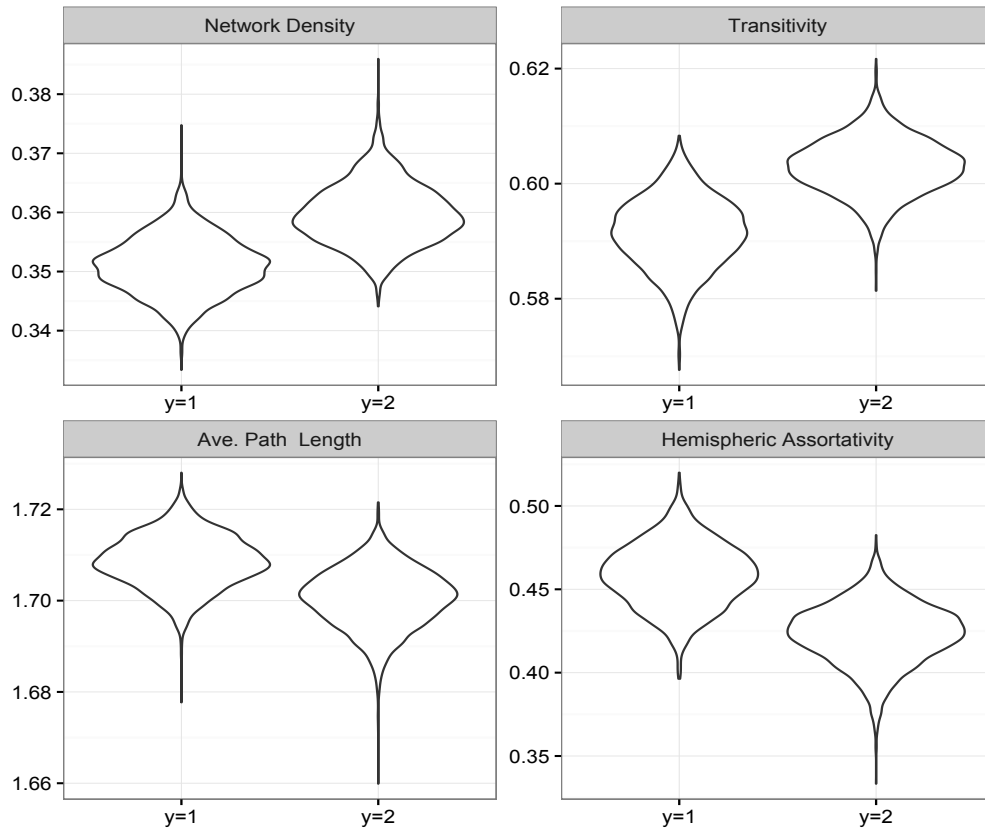 Network Density
0.38
0.37
0.36
0.35
0.34
y=1 y=2
Transitivity
0.62
0.60
0.58
y=1 y=2
Ave. Path Length
1.72
1.70
1.68
1.66
y=1 y=2
Hemispheric Assortativity
0.50
0.45
0.40
0.35
y=1 y=2